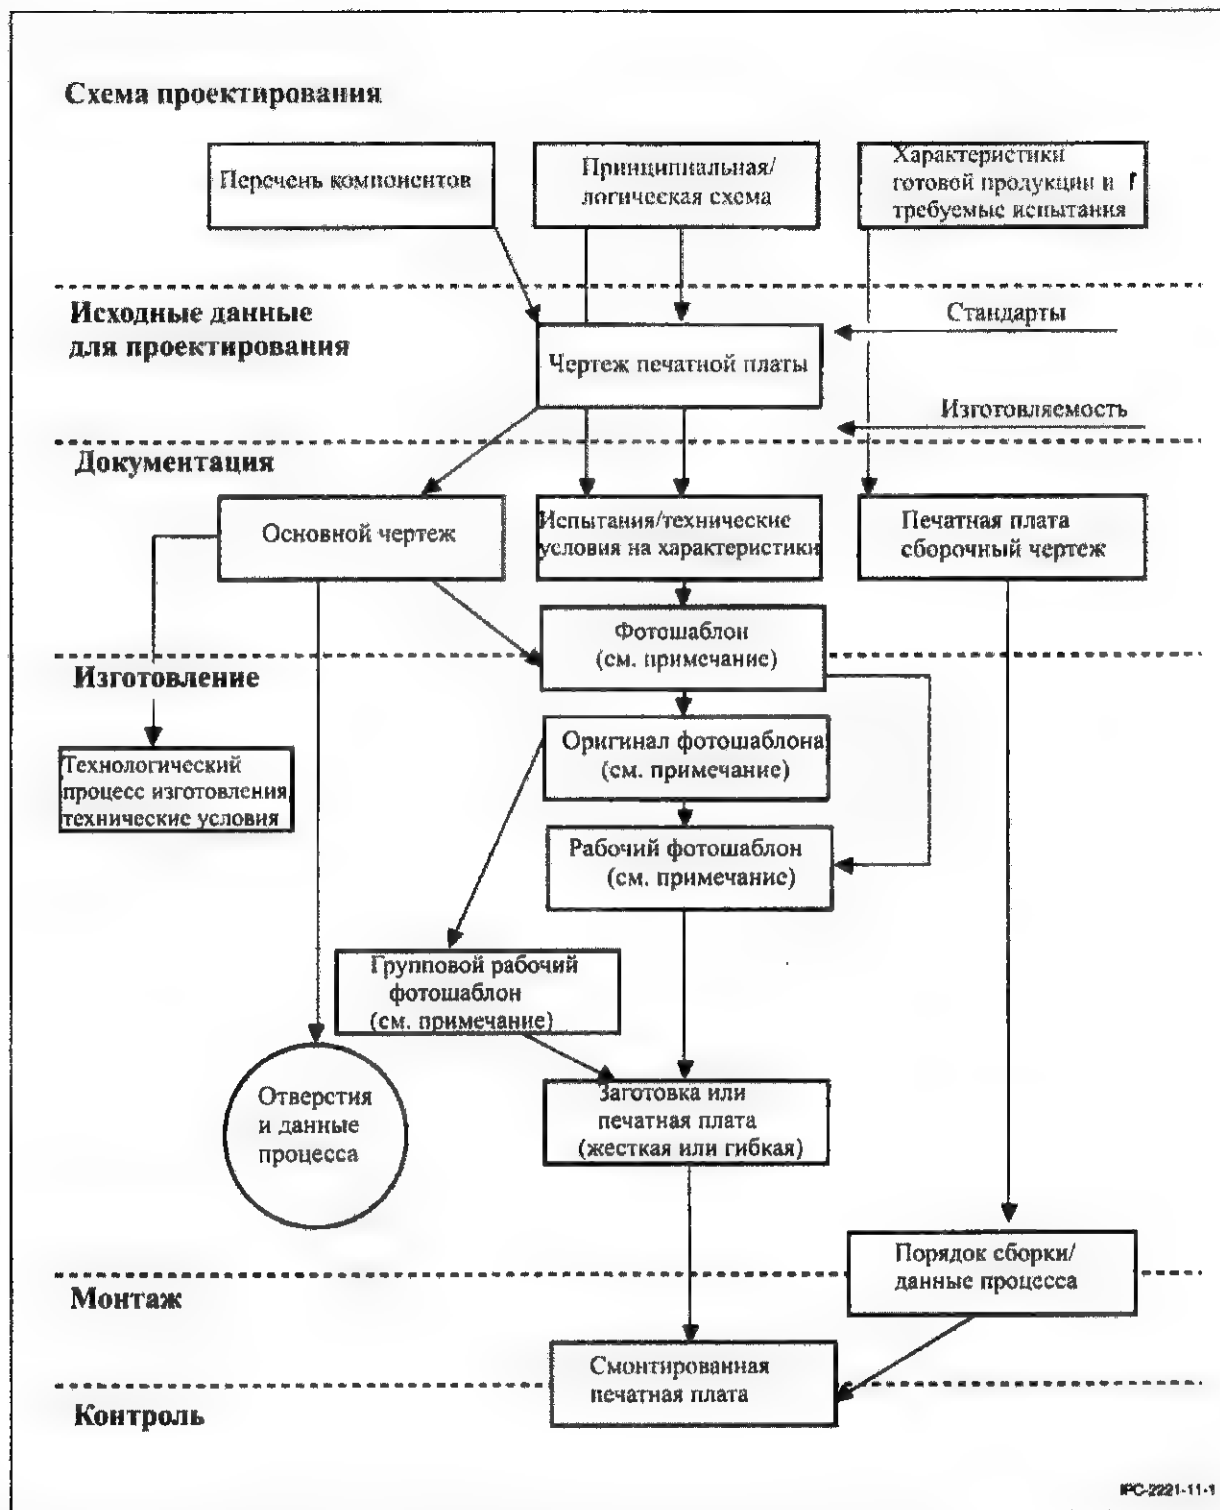 Схема проектирования
Перечень компонентов
Принципиальная/
логическая схема
Характеристики
готовой продукции и
требуемые испытания
Исходные данные
для проектирования
Стандарты
Чертеж печатной платы
Изготовляемость
Документация
Основной чертеж
Испытания/технические
условия на характеристики
Печатная плата
сборочный чертеж
Фотошаблон
(см. примечание)
Изготовление
Технологический
процесс изготовления,
технические условия
Оригинал фотошаблона
(см. примечание)
Рабочий фотошаблон
(см. примечание)
Групповой рабочий
фотошаблон
(см. примечание)
Отверстия
и данные
процесса
Заготовка или
печатная плата
(жесткая или гибкая)
Порядок сборки/
данные процесса
Монтаж
Смонтированная
печатная плата
Контроль
IPC-2221-11-1